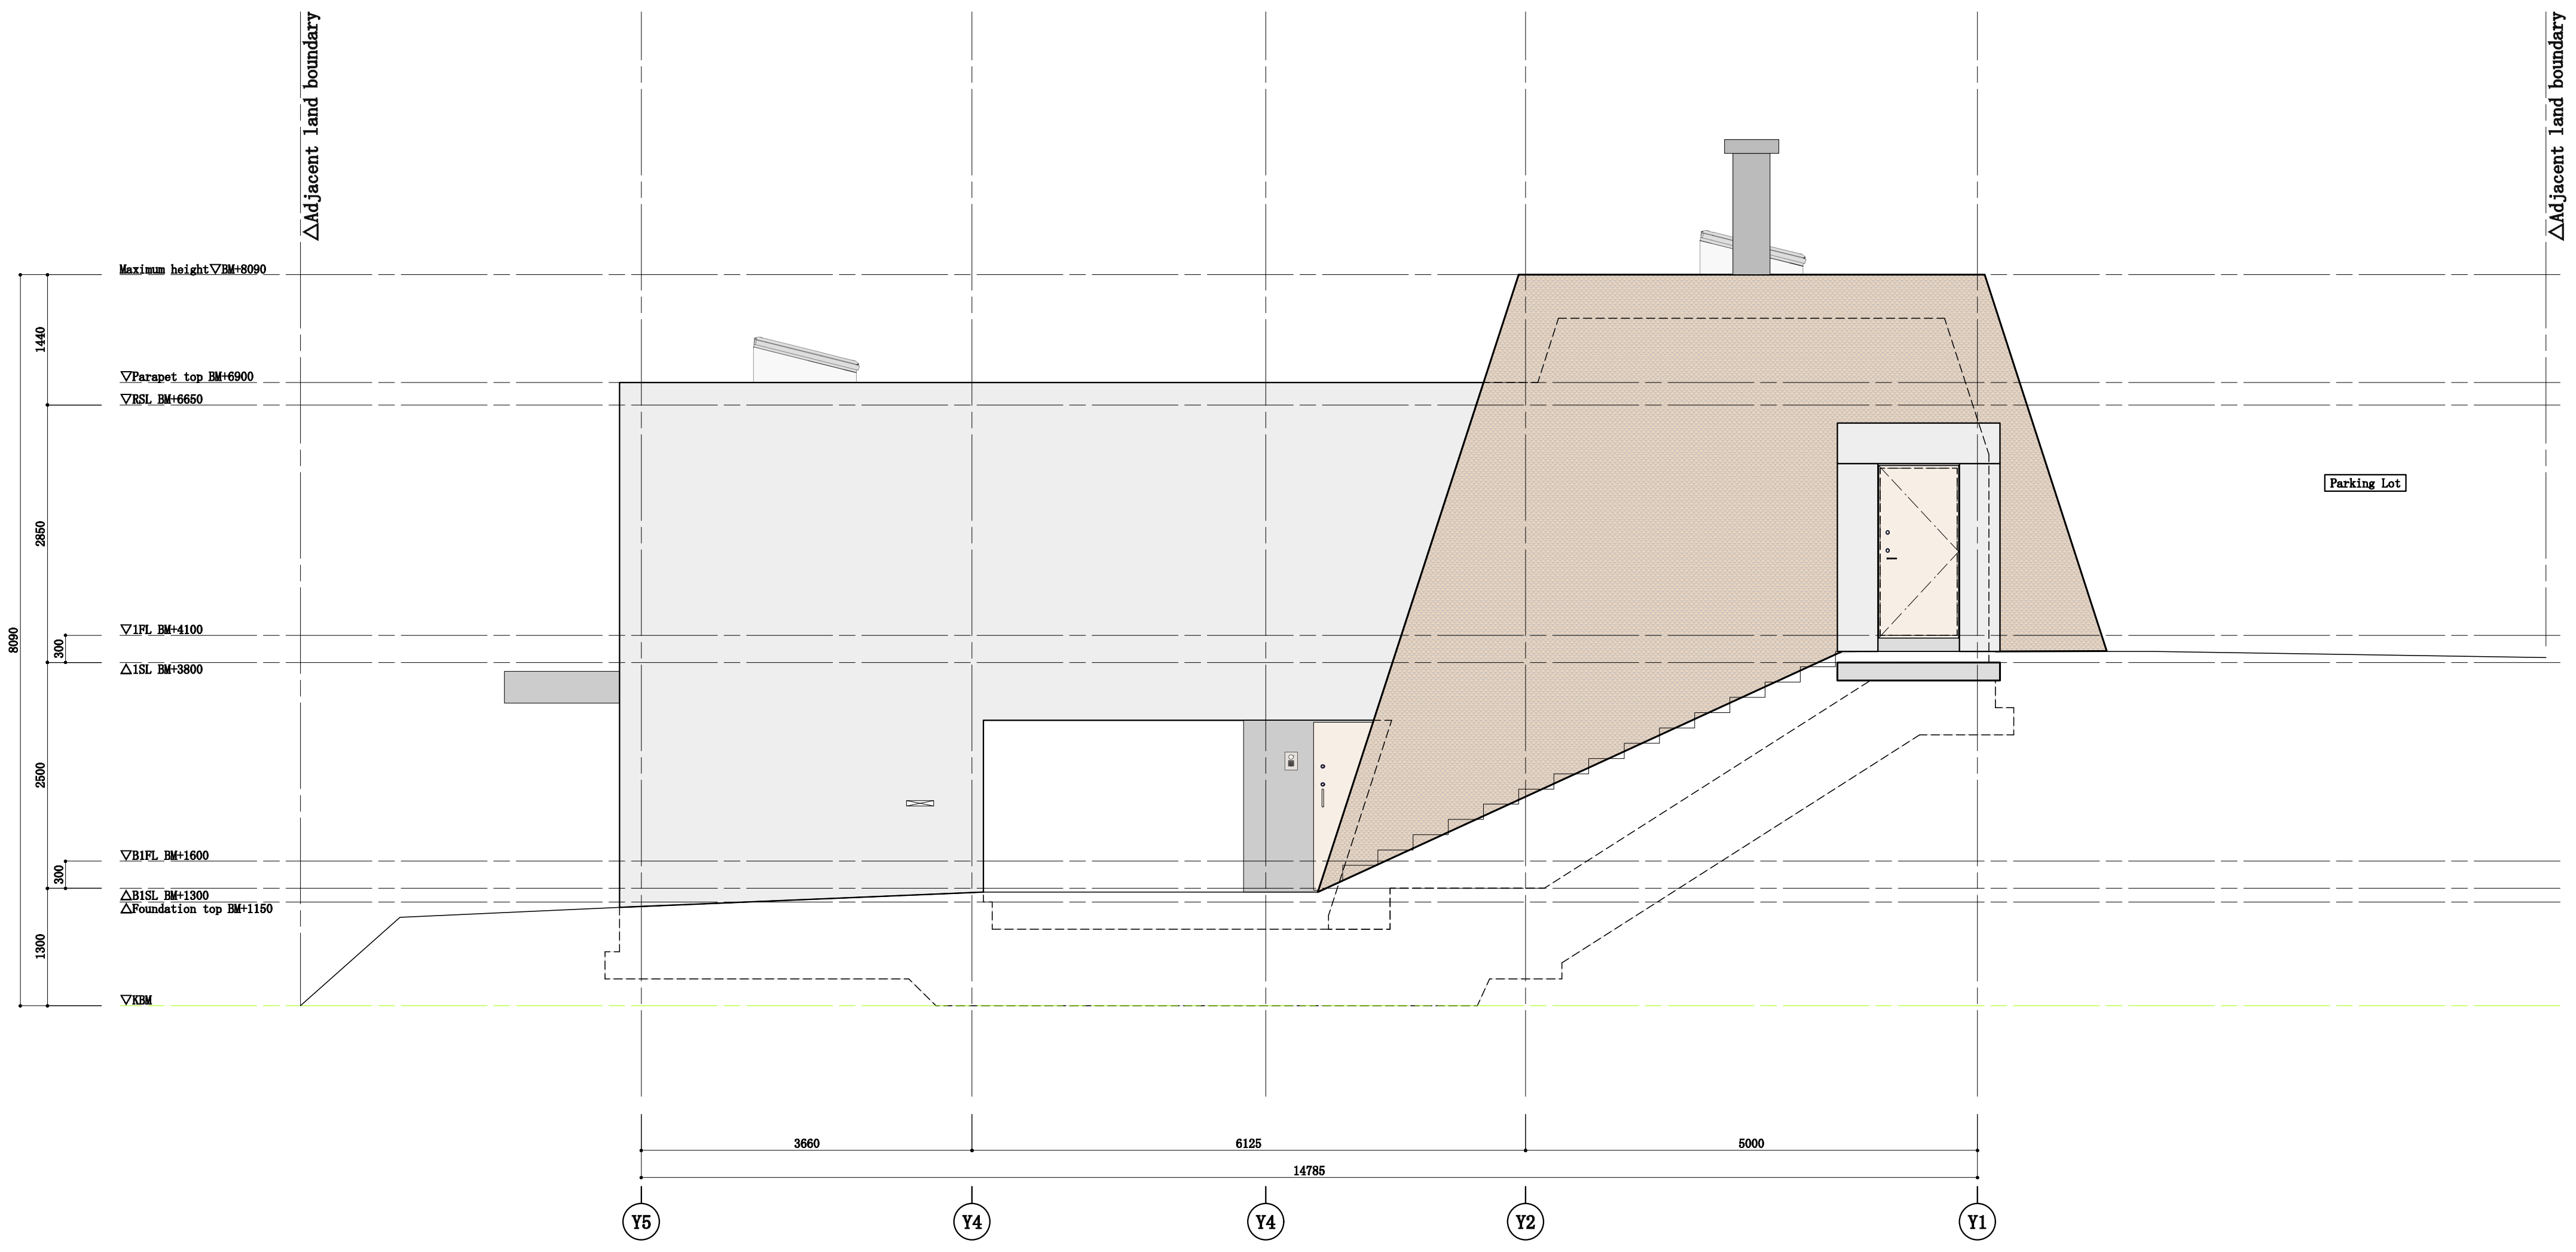 △Adjacent land boundary
△Adjacent land boundary
Maximum height▽BM+8090
1440
▽Parapet top BM+6900
▽RSL BM+6650
Parking Lot
2850
8090
▽1FL BM+4100
300
△1SL BM+3800
2500
▽B1FL BM+1600
300
△B1SL BM+1300
△Foundation top BM+1150
1300
▽KBM
3660
6125
5000
14785
Y5
Y4
Y4
Y2
Y1